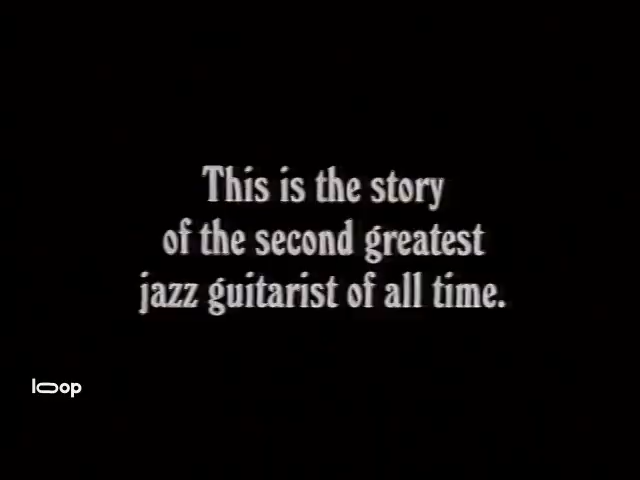 This is the story
of the second greatest
jazz guitarist of all time.
loop